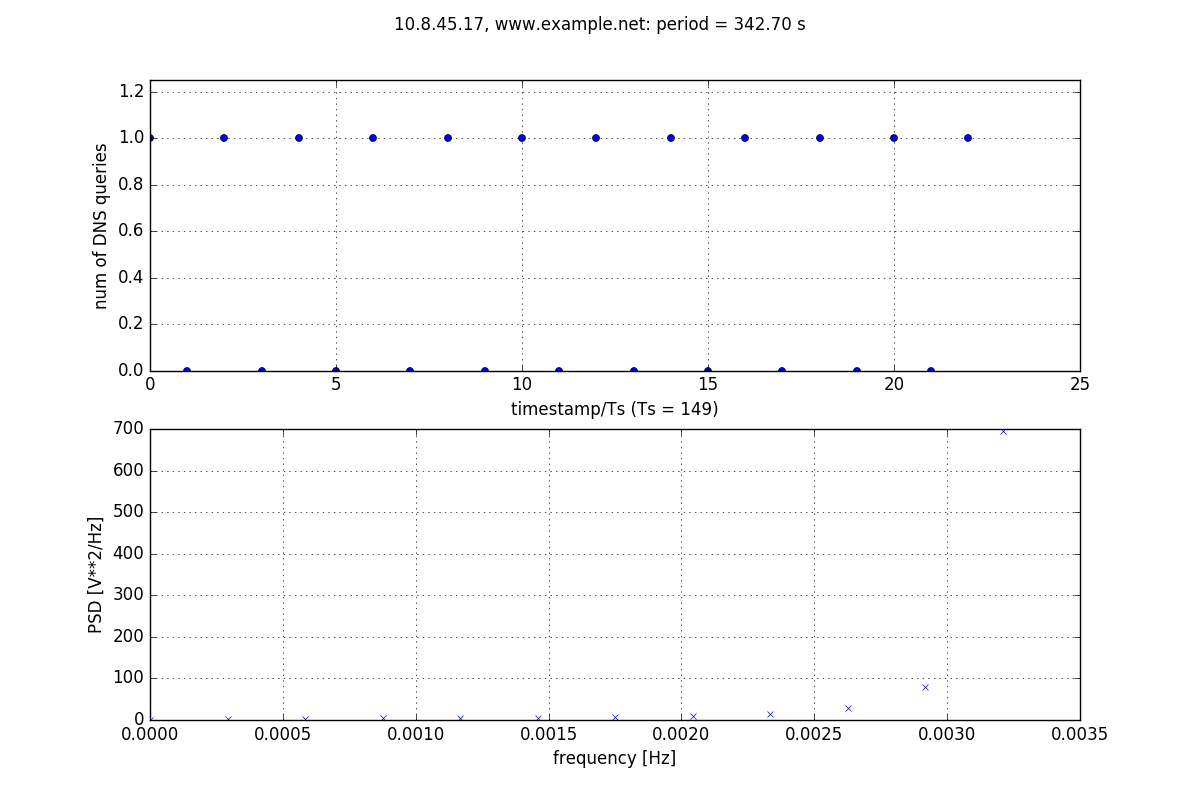 10.8.45.17, www.example.net: period = 342.70 s
1.2
1.0
0.8
0.6
0.4
0.2
0.0
num of DNS queries
0 5 10 15 20 25
timestamp/Ts (Ts = 149)
700
600
500
400
300
200
100
0
PSD [V**2/Hz]
0.0000 0.0005 0.0010 0.0015 0.0020 0.0025 0.0030 0.0035
frequency [Hz]